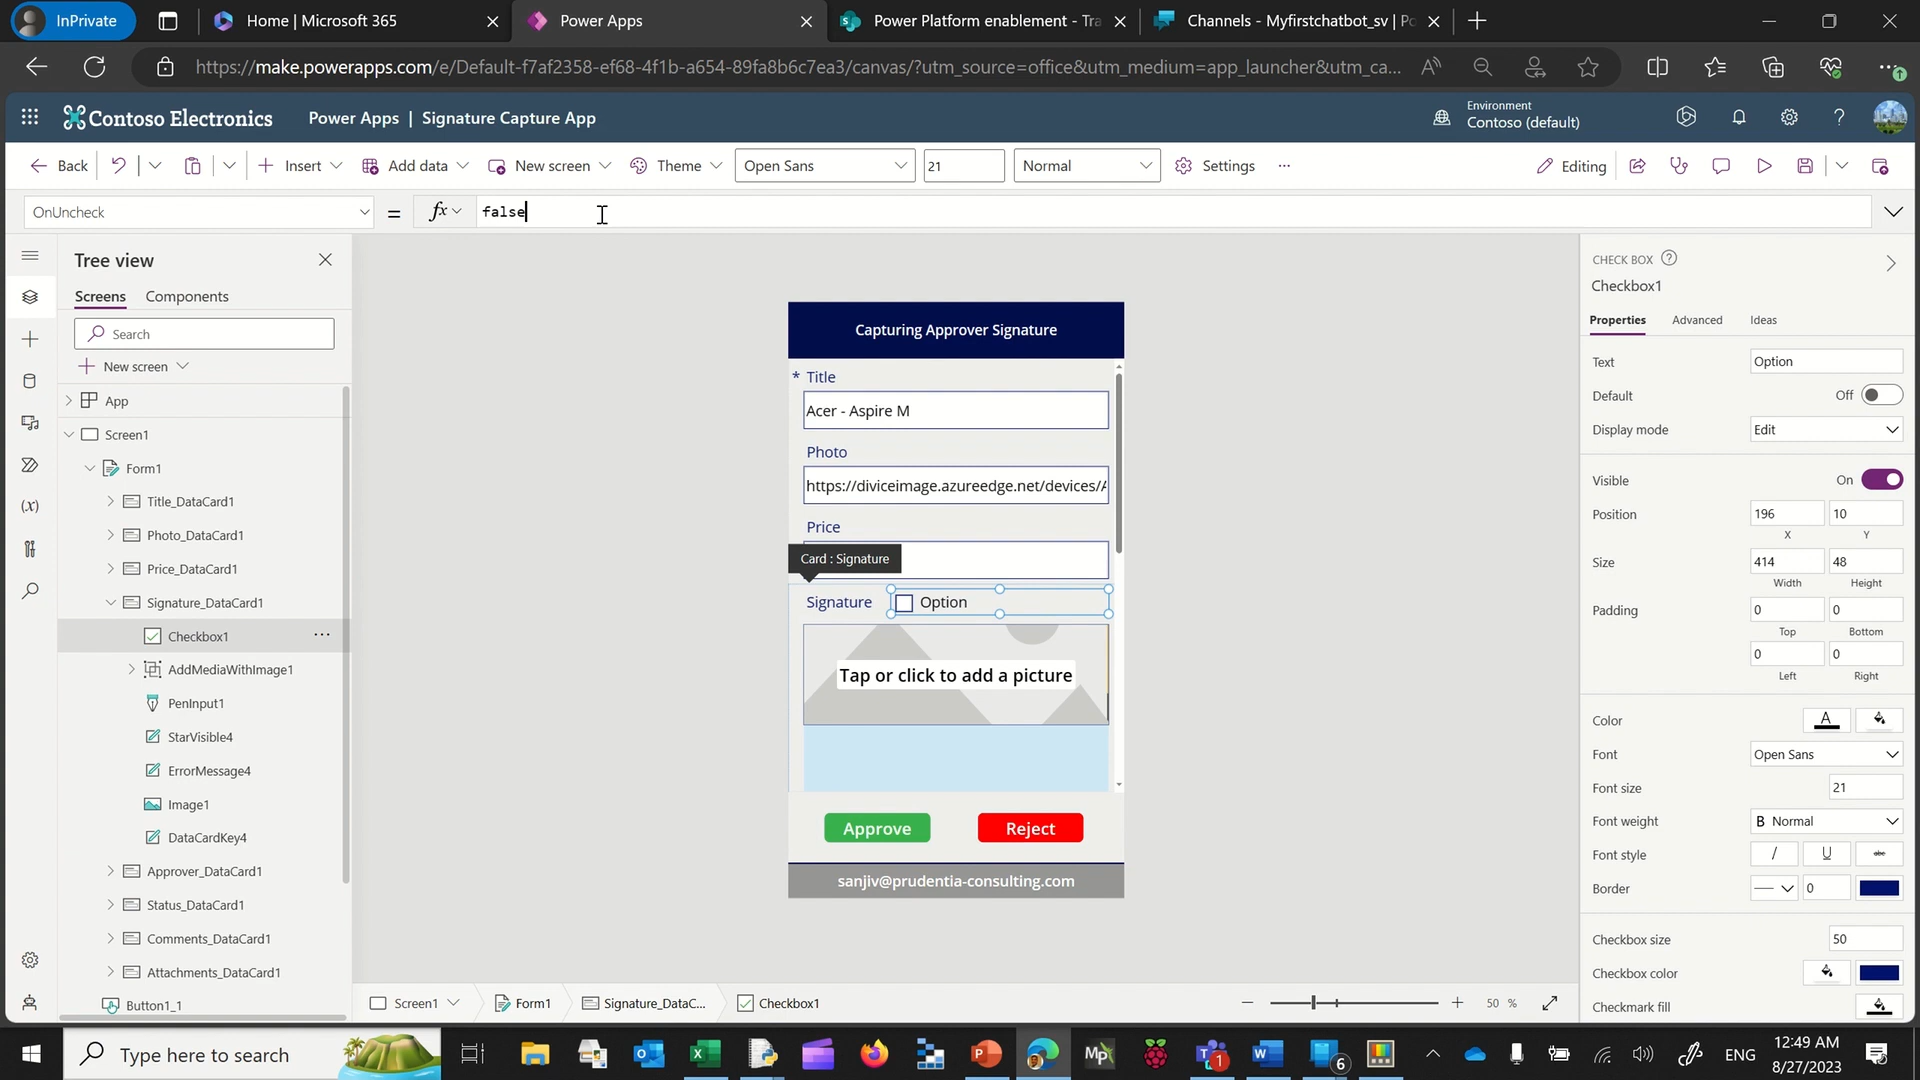 InPrivate
Home | Microsoft 365
Power Apps
Power Platform enablement - Tra
Channels - Myfirstchatbot_sv | Po
https://make.powerapps.com/e/Default-f7af2358-ef68-4f1b-a654-89fa8b6c7ea3/canvas/?utm_source=office&utm_medium=app_launcher&utm_ca...
Contoso Electronics
Power Apps | Signature Capture App
Environment
Contoso (default)
Back
Insert
Add data
New screen
Theme
Open Sans
21
Normal
Settings
Editing
OnUncheck
=
fx
false
Tree view
Screens
Components
Search
New screen
App
Screen1
Form1
Title_DataCard1
Photo_DataCard1
Price_DataCard1
Signature_DataCard1
Checkbox1
AddMediaWithImage1
PenInput1
StarVisible4
ErrorMessage4
Image1
DataCardKey4
Approver_DataCard1
Status_DataCard1
Comments_DataCard1
Attachments_DataCard1
Button1_1
Capturing Approver Signature
* Title
Acer - Aspire M
Photo
https://diviceimage.azureedge.net/devices/A
Price
Card : Signature
Signature
Option
Tap or click to add a picture
Approve
Reject
sanjiv@prudentia-consulting.com
Screen1
Form1
Signature_DataC...
Checkbox1
50 %
CHECK BOX
Checkbox1
Properties
Advanced
Ideas
Text
Option
Default
Off
Display mode
Edit
Visible
On
Position
196
10
X
Y
Size
414
48
Width
Height
Padding
0
0
Top
Bottom
0
0
Left
Right
Color
A
Font
Open Sans
Font size
21
Font weight
B Normal
Font style
/
U
abc
Border
0
Checkbox size
50
Checkbox color
Checkmark fill
Type here to search
Mp
1
6
ENG
12:49 AM
8/27/2023